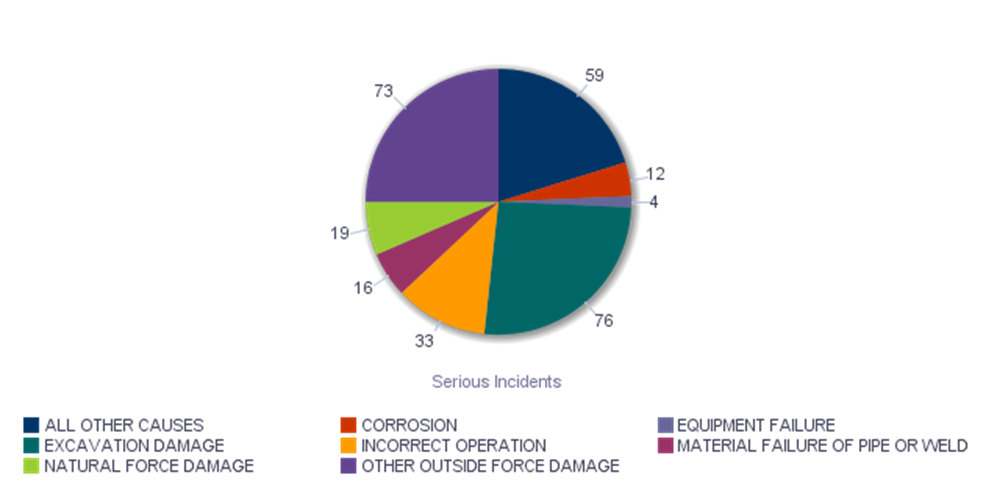 59
73
12
4
19
16
76
33
Serious Incidents
ALL OTHER CAUSES CORROSION EQUIPMENT FAILURE
EXCAVATION DAMAGE INCORRECT OPERATION MATERIAL FAILURE OF PIPE OR WELD
NATURAL FORCE DAMAGE OTHER OUTSIDE FORCE DAMAGE